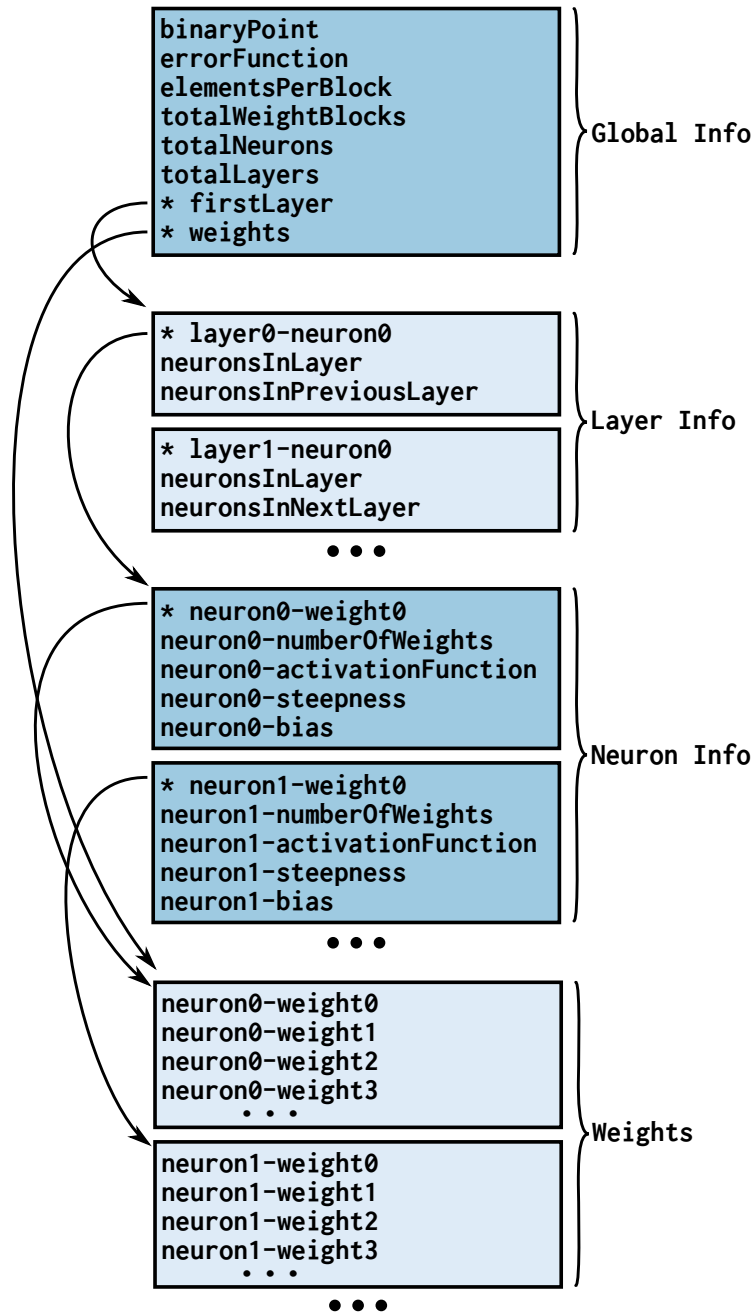 binaryPoint
errorFunction
elementsPerBlock
totalWeightBlocks
totalNeurons
totalLayers
* firstLayer
* weights
Global Info
* layer0-neuron0
neuronsInLayer
neuronsInPreviousLayer
* layer1-neuron0
neuronsInLayer
neuronsInNextLayer
Layer Info
* neuron0-weight0
neuron0-numberOfWeights
neuron0-activationFunction
neuron0-steepness
neuron0-bias
* neuron1-weight0
neuron1-numberOfWeights
neuron1-activationFunction
neuron1-steepness
neuron1-bias
Neuron Info
neuron0-weight0
neuron0-weight1
neuron0-weight2
neuron0-weight3
neuron1-weight0
neuron1-weight1
neuron1-weight2
neuron1-weight3
Weights